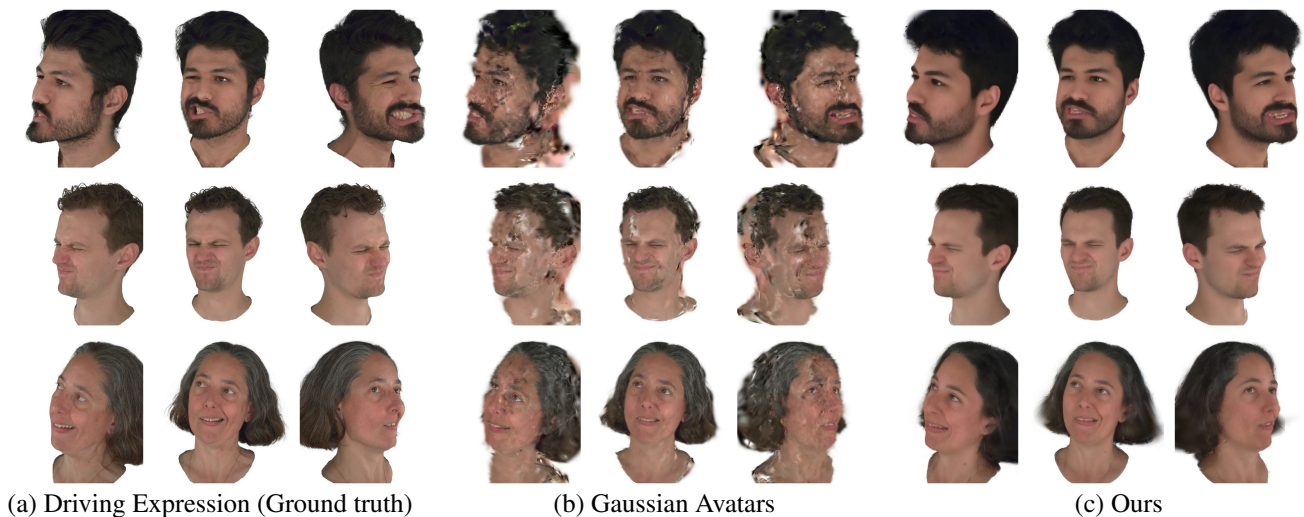 (a) Driving Expression (Ground truth)
(b) Gaussian Avatars
(c) Ours